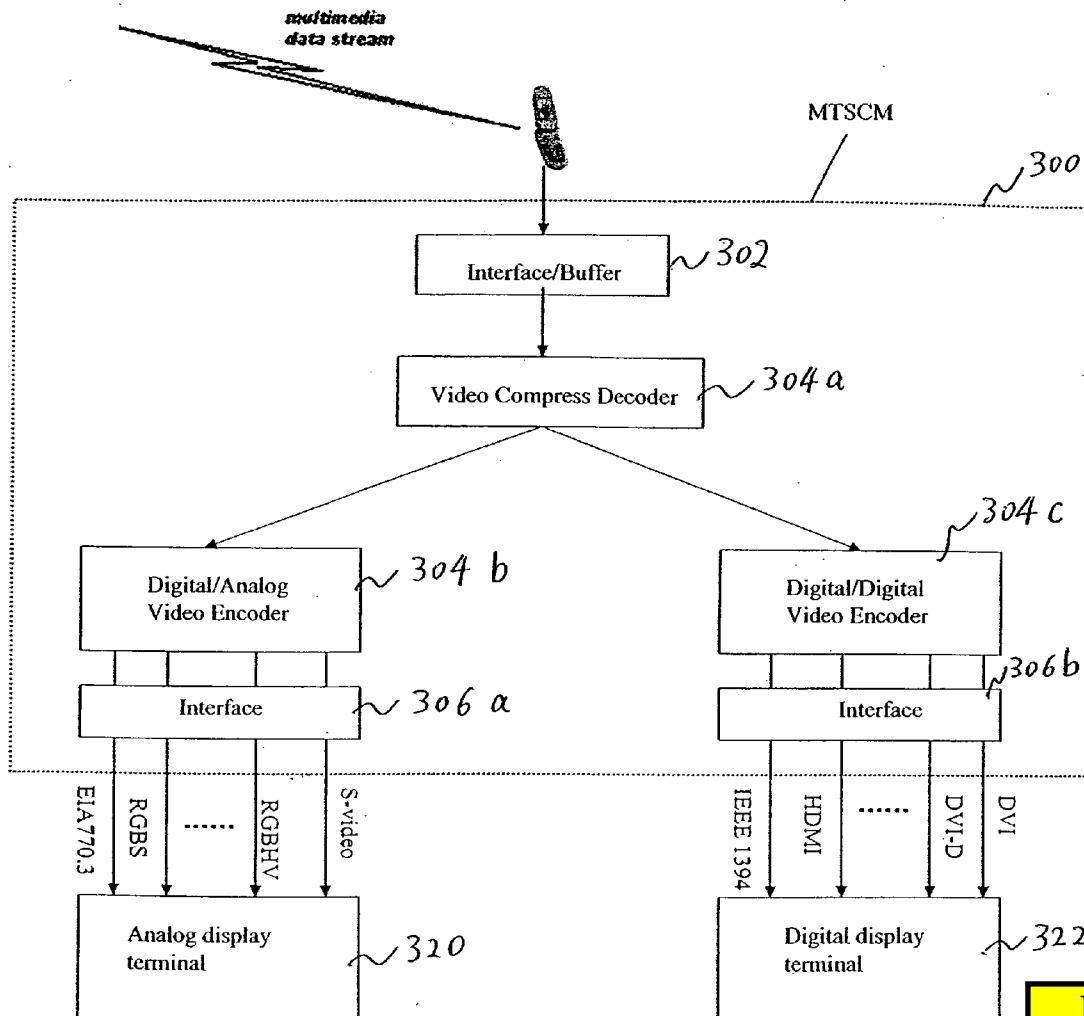 multimedia
data stream
MTSCM
300
Interface/Buffer
302
Video Compress Decoder
304a
Digital/Analog
Video Encoder
304 b
Digital/Digital
Video Encoder
304 c
Interface
306 a
Interface
306b
EIA770.3
RGBS
......
RGBHV
S-video
IEEE 1394
HDMI
......
DVI-D
DVI
Analog display
terminal
320
Digital display
terminal
322